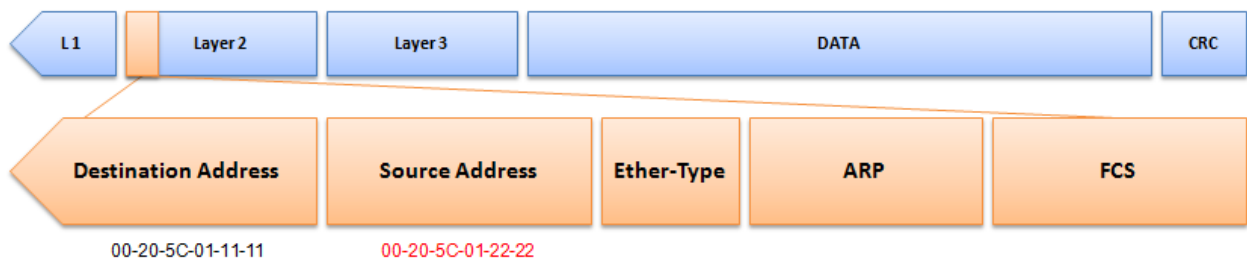 L 1 Layer 2 Layer 3 DATA CRC
Destination Address Source Address Ether-Type ARP FCS
00-20-5C-01-11-11 00-20-5C-01-22-22